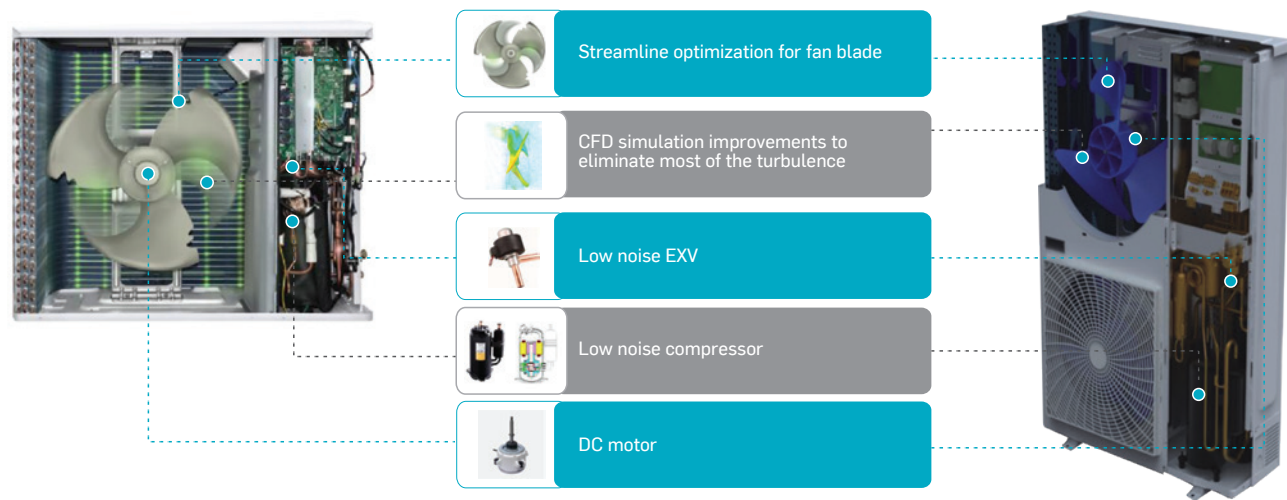 Streamline optimization for fan blade
CFD simulation improvements to
eliminate most of the turbulence
Low noise EXV
Low noise compressor
DC motor